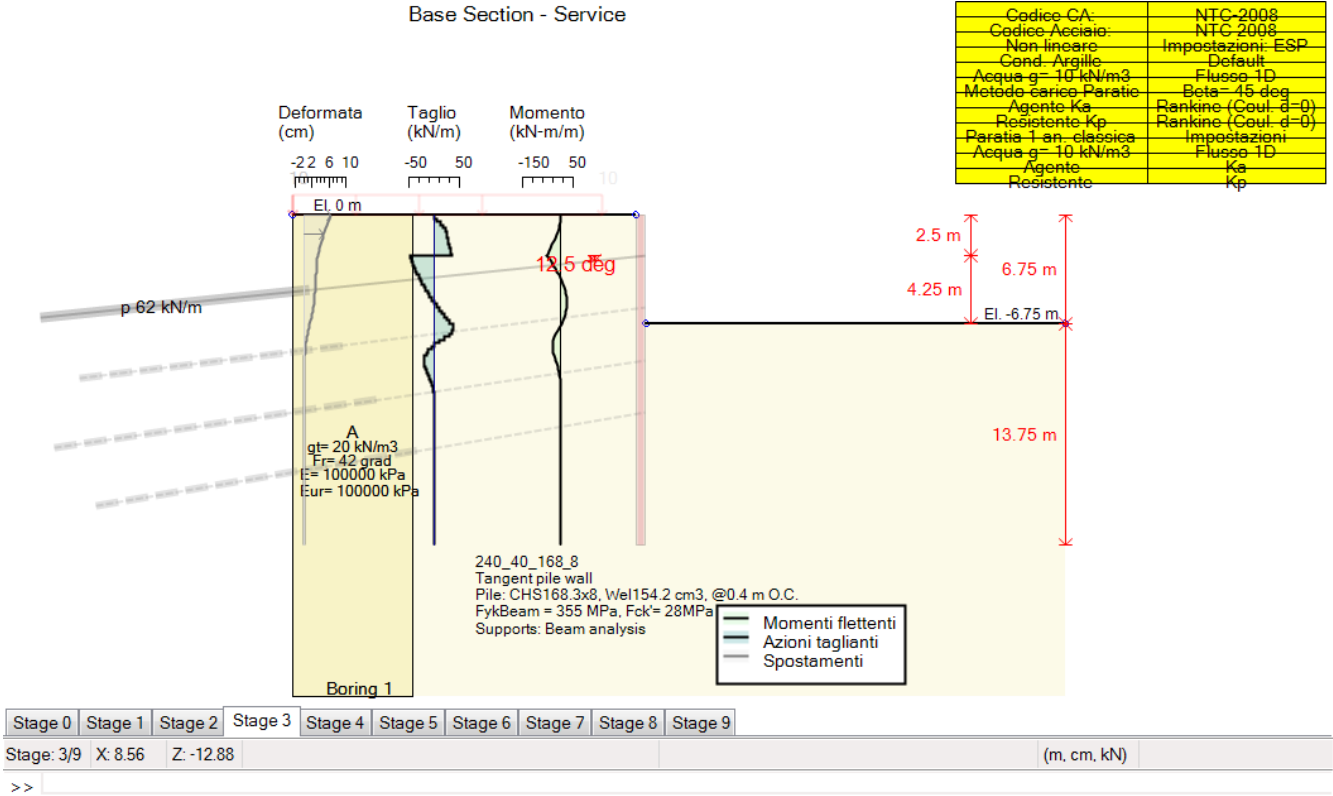 Base Section - Service
Codice CA: NTC-2008
Codice Acciaio: NTC 2008
Non lineare Impostazioni: ESP
Cond. Argille Default
Acqua g= 10 kN/m3 Flusso 1D
Metodo carico Paratie Beta= 45 deg
Agente Ka Rankine (Coul. d=0)
Resistente Kp Rankine (Coul. d=0)
Paratia 1 an. classica Impostazioni
Acqua g= 10 kN/m3 Flusso 1D
Agente Ka
Resistente Kp
Deformata Taglio Momento
(cm) (kN/m) (kN-m/m)
-2 2 6 10 -50 50 -150 50
10 10
El. 0 m
2.5 m
12.5 deg
6.75 m
4.25 m
p 62 kN/m
El. -6.75 m
A
gt= 20 kN/m3
Fr= 42 grad
E= 100000 kPa
Eur= 100000 kPa
13.75 m
240_40_168_8
Tangent pile wall
Pile: CHS168.3x8, Wel154.2 cm3, @0.4 m O.C.
FykBeam = 355 MPa, Fck'= 28MPa
Supports: Beam analysis
Momenti flettenti
Azioni taglianti
Spostamenti
Boring 1
Stage 0 Stage 1 Stage 2 Stage 3 Stage 4 Stage 5 Stage 6 Stage 7 Stage 8 Stage 9
Stage: 3/9 X: 8.56 Z: -12.88 (m, cm, kN)
>>